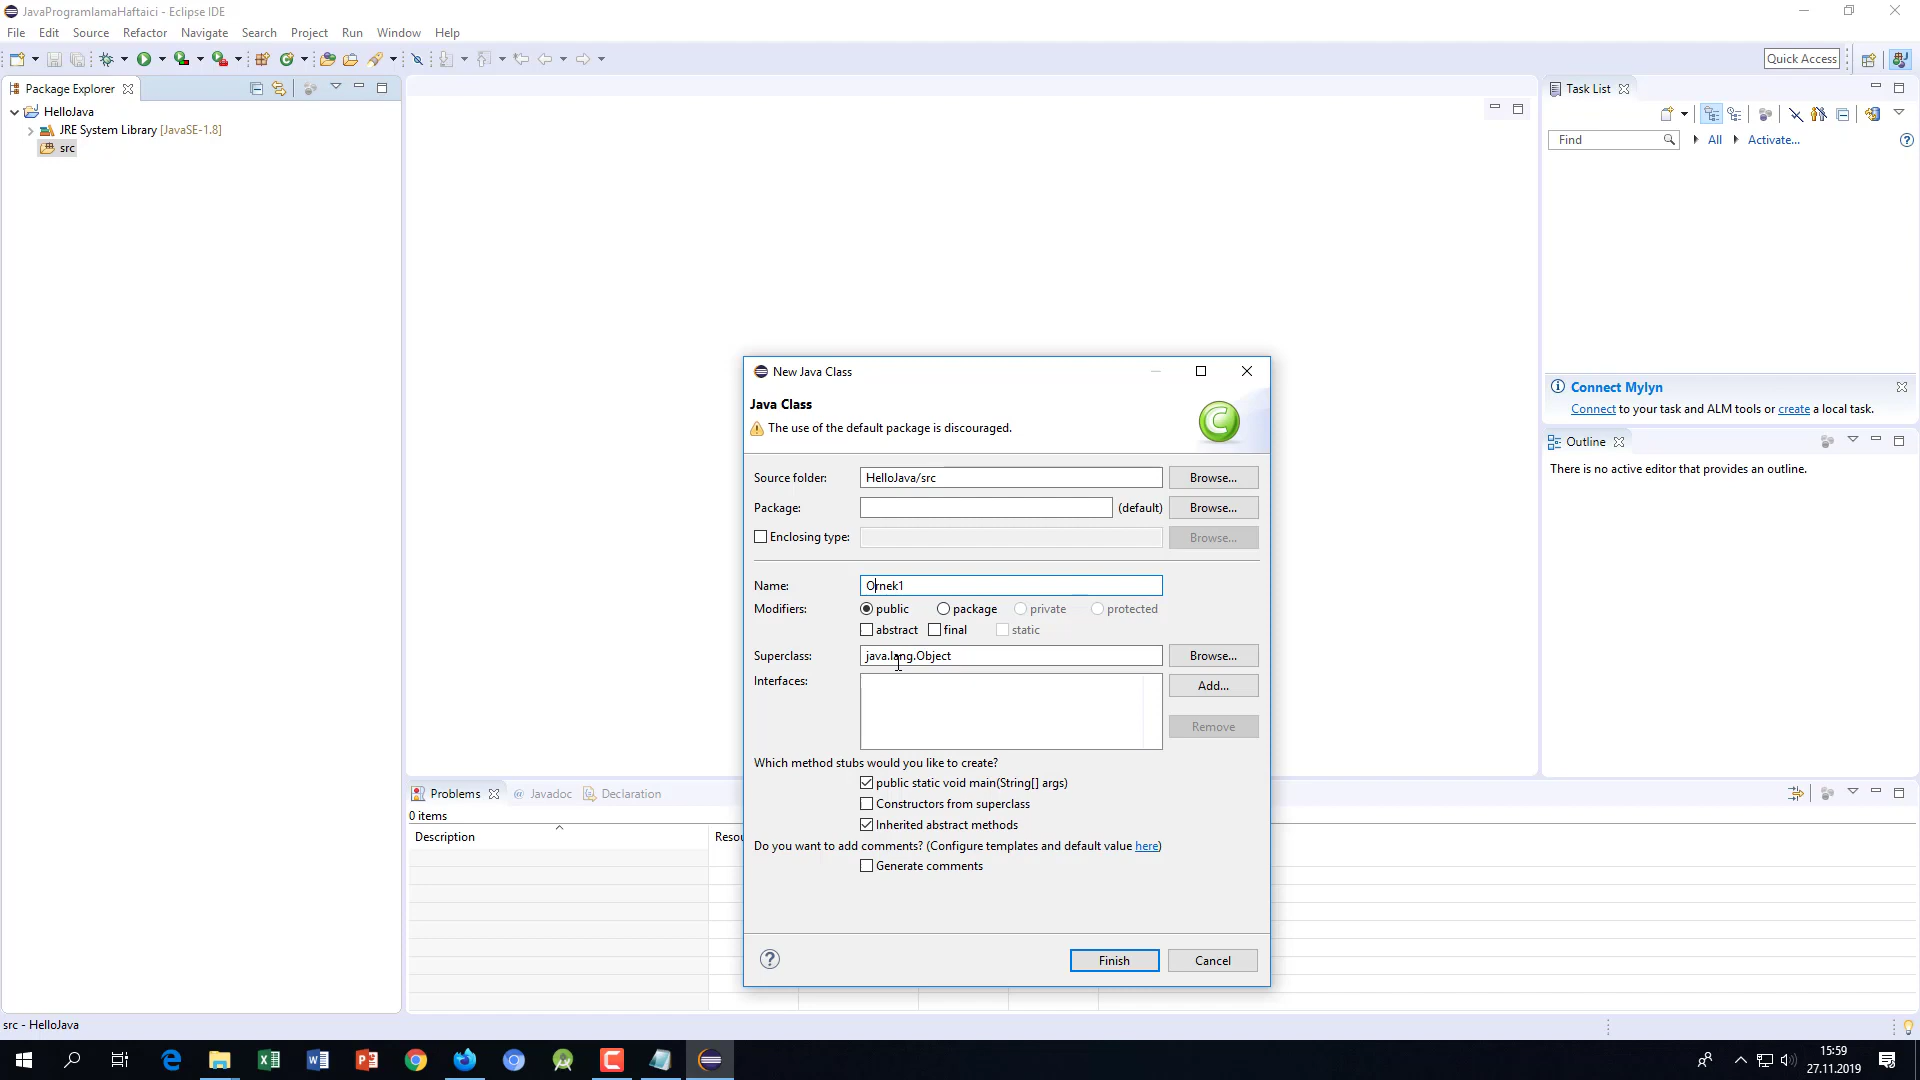 JavaProgramlamaHaftaici - Eclipse IDE
File Edit Source Refactor Navigate Search Project Run Window Help
Quick Access
Package Explorer
HelloJava
JRE System Library [JavaSE-1.8]
src
Task List
Find
All
Activate...
Connect Mylyn
Connect to your task and ALM tools or create a local task.
Outline
There is no active editor that provides an outline.
New Java Class
Java Class
The use of the default package is discouraged.
Source folder: HelloJava/src Browse...
Package: (default) Browse...
Enclosing type: Browse...
Name: Ornek1
Modifiers: public package private protected
abstract final static
Superclass: java.lang.Object Browse...
Interfaces: Add...
Remove
Which method stubs would you like to create?
public static void main(String[] args)
Constructors from superclass
Inherited abstract methods
Do you want to add comments? (Configure templates and default value here)
Generate comments
Finish Cancel
Problems @ Javadoc Declaration
0 items
Description
src - HelloJava
15:59
27.11.2019